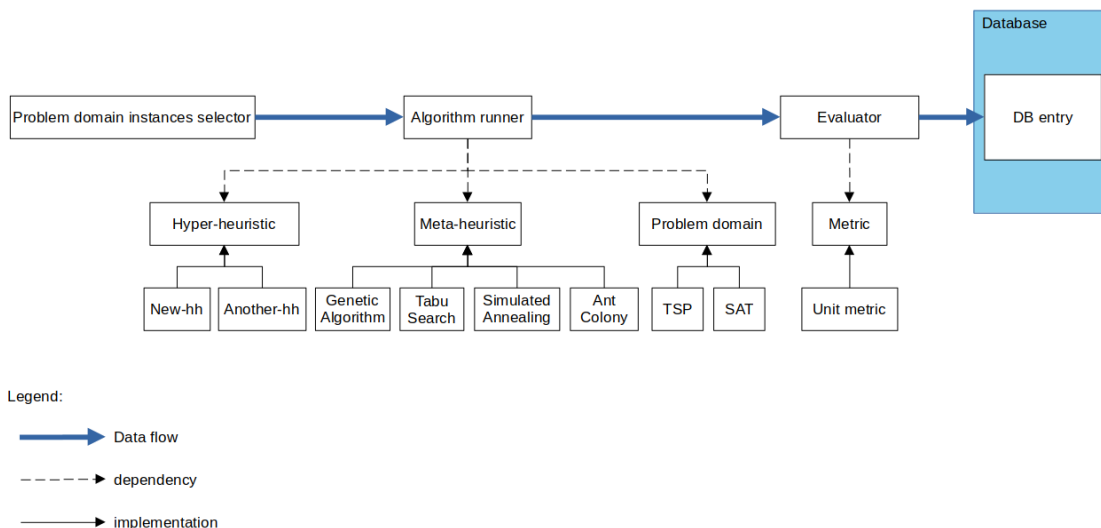 Database
Problem domain instances selector
Algorithm runner
Evaluator
DB entry
Hyper-heuristic
Meta-heuristic
Problem domain
Metric
New-hh
Another-hh
Genetic
Algorithm
Tabu
Search
Simulated
Annealing
Ant
Colony
TSP
SAT
Unit metric
Legend:
Data flow
dependency
implementation